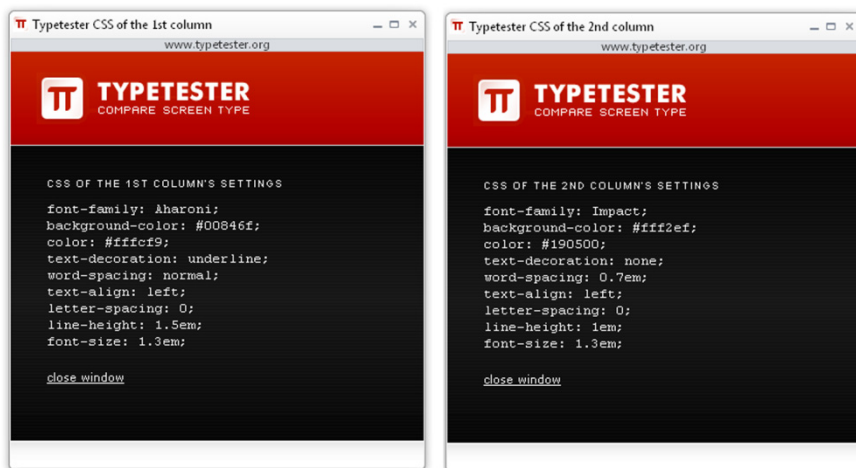 Typetester CSS of the 1st column
www.typetester.org
TYPETESTER
COMPARE SCREEN TYPE
CSS OF THE 1ST COLUMN'S SETTINGS
font-family: Aharoni;
background-color: #00846f;
color: #fffcf9;
text-decoration: underline;
word-spacing: normal;
text-align: left;
letter-spacing: 0;
line-height: 1.5em;
font-size: 1.3em;
close window
Typetester CSS of the 2nd column
www.typetester.org
TYPETESTER
COMPARE SCREEN TYPE
CSS OF THE 2ND COLUMN'S SETTINGS
font-family: Impact;
background-color: #fff2ef;
color: #190500;
text-decoration: none;
word-spacing: 0.7em;
text-align: left;
letter-spacing: 0;
line-height: 1em;
font-size: 1.3em;
close window